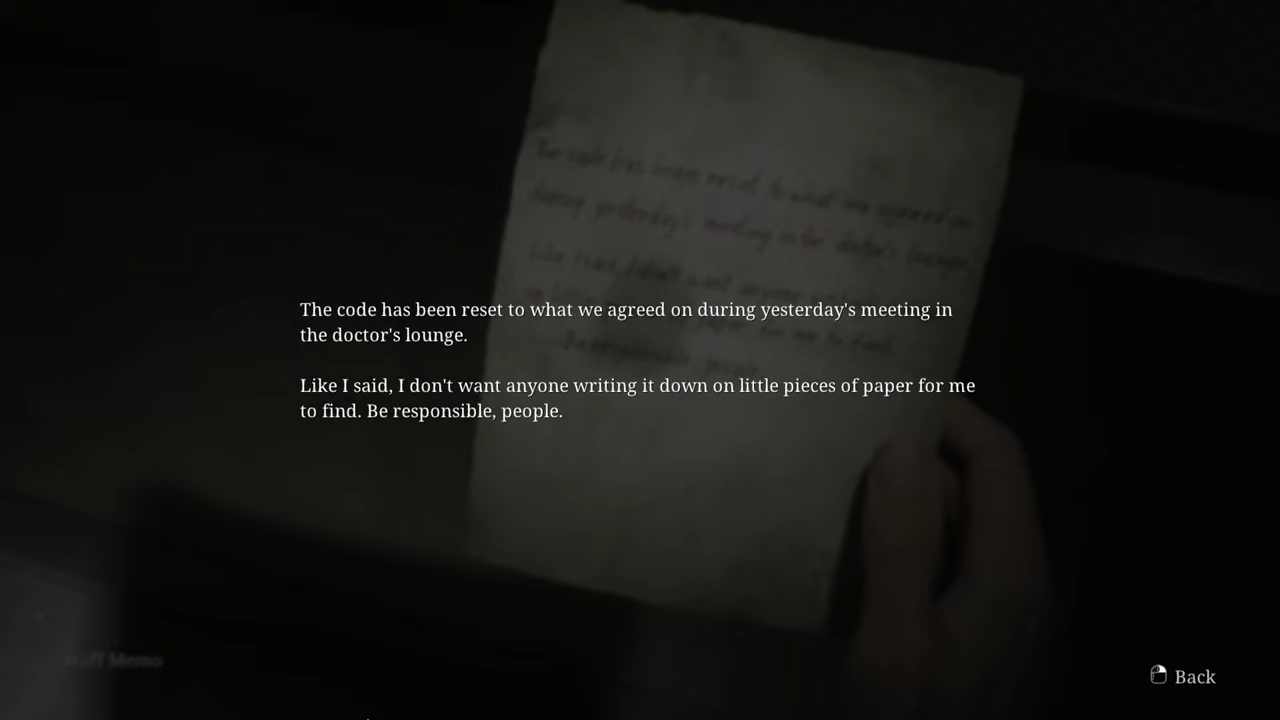 The code has been reset to what we agreed on during yesterday's meeting in
the doctor's lounge.
Like I said, I don't want anyone writing it down on little pieces of paper for me
to find. Be responsible, people.
Staff Memo
Back